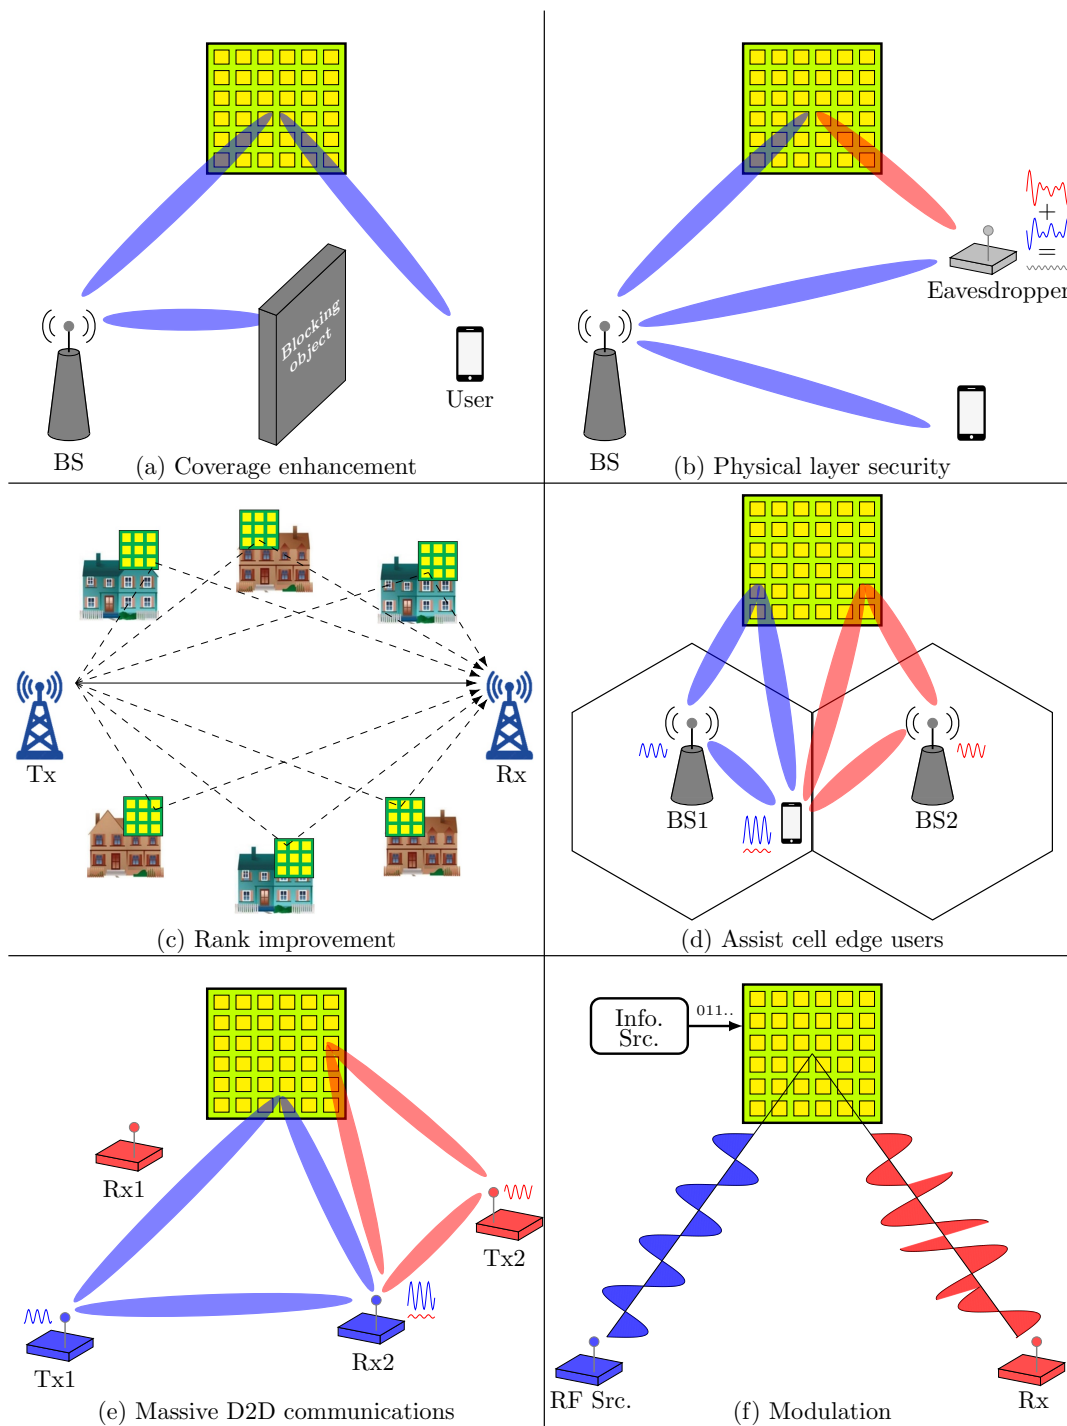 Blocking
object
BS
User
(a) Coverage enhancement
+
=
Eavesdropper
BS
(b) Physical layer security
Tx
Rx
(c) Rank improvement
BS1
BS2
(d) Assist cell edge users
Rx1
Tx2
Tx1
Rx2
(e) Massive D2D communications
Info.
Src.
011..
RF Src.
Rx
(f) Modulation